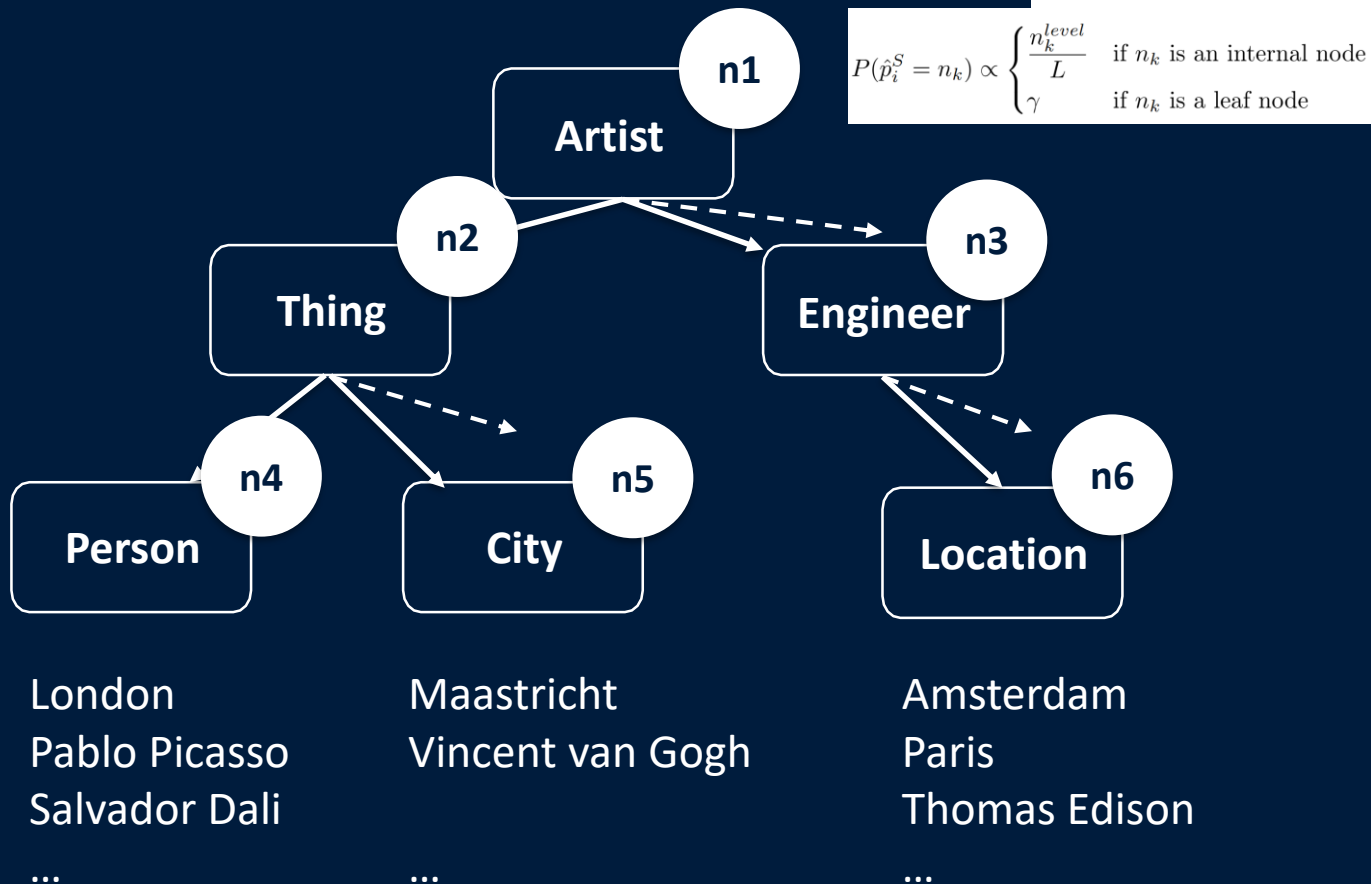 n1
P(p̂_i^S = n_k) ∝ { n_k^{level} / L if n_k is an internal node
γ if n_k is a leaf node
Artist
n2
n3
Thing
Engineer
n4
n5
n6
Person
City
Location
London
Maastricht
Amsterdam
Pablo Picasso
Vincent van Gogh
Paris
Salvador Dali
Thomas Edison
...
...
...